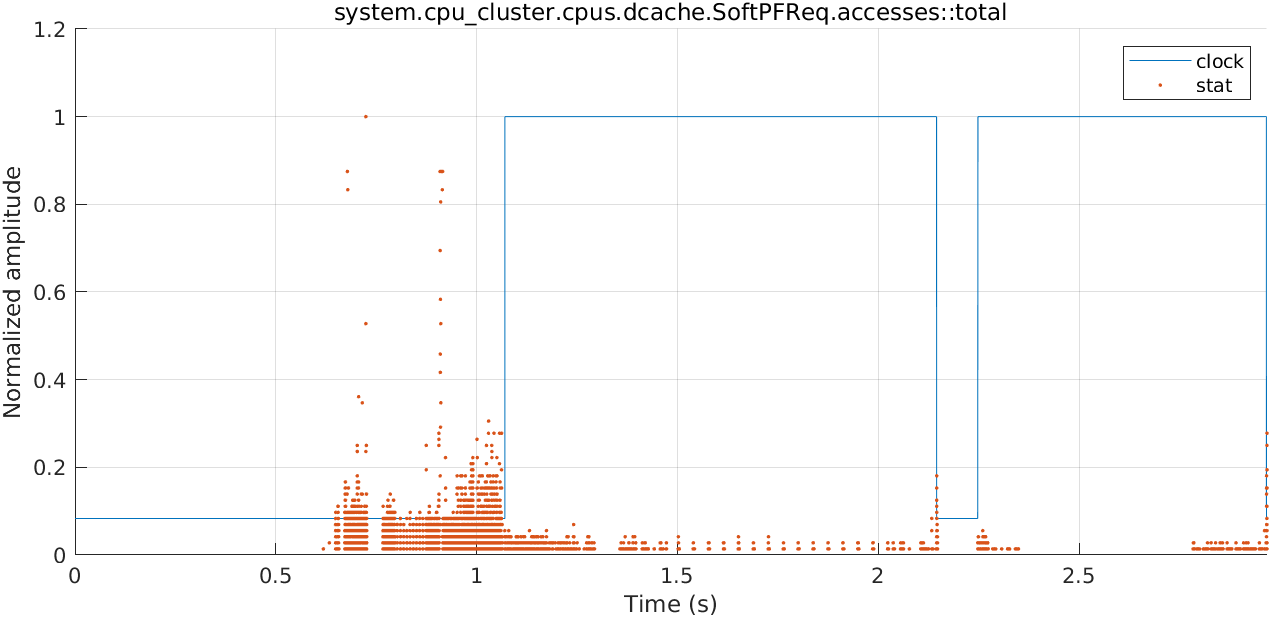 system.cpu_cluster.cpus.dcache.SoftPFReq.accesses::total
1.2
1
0.8
0.6
0.4
0.2
0
Normalized amplitude
clock
stat
0 0.5 1 1.5 2 2.5
Time (s)